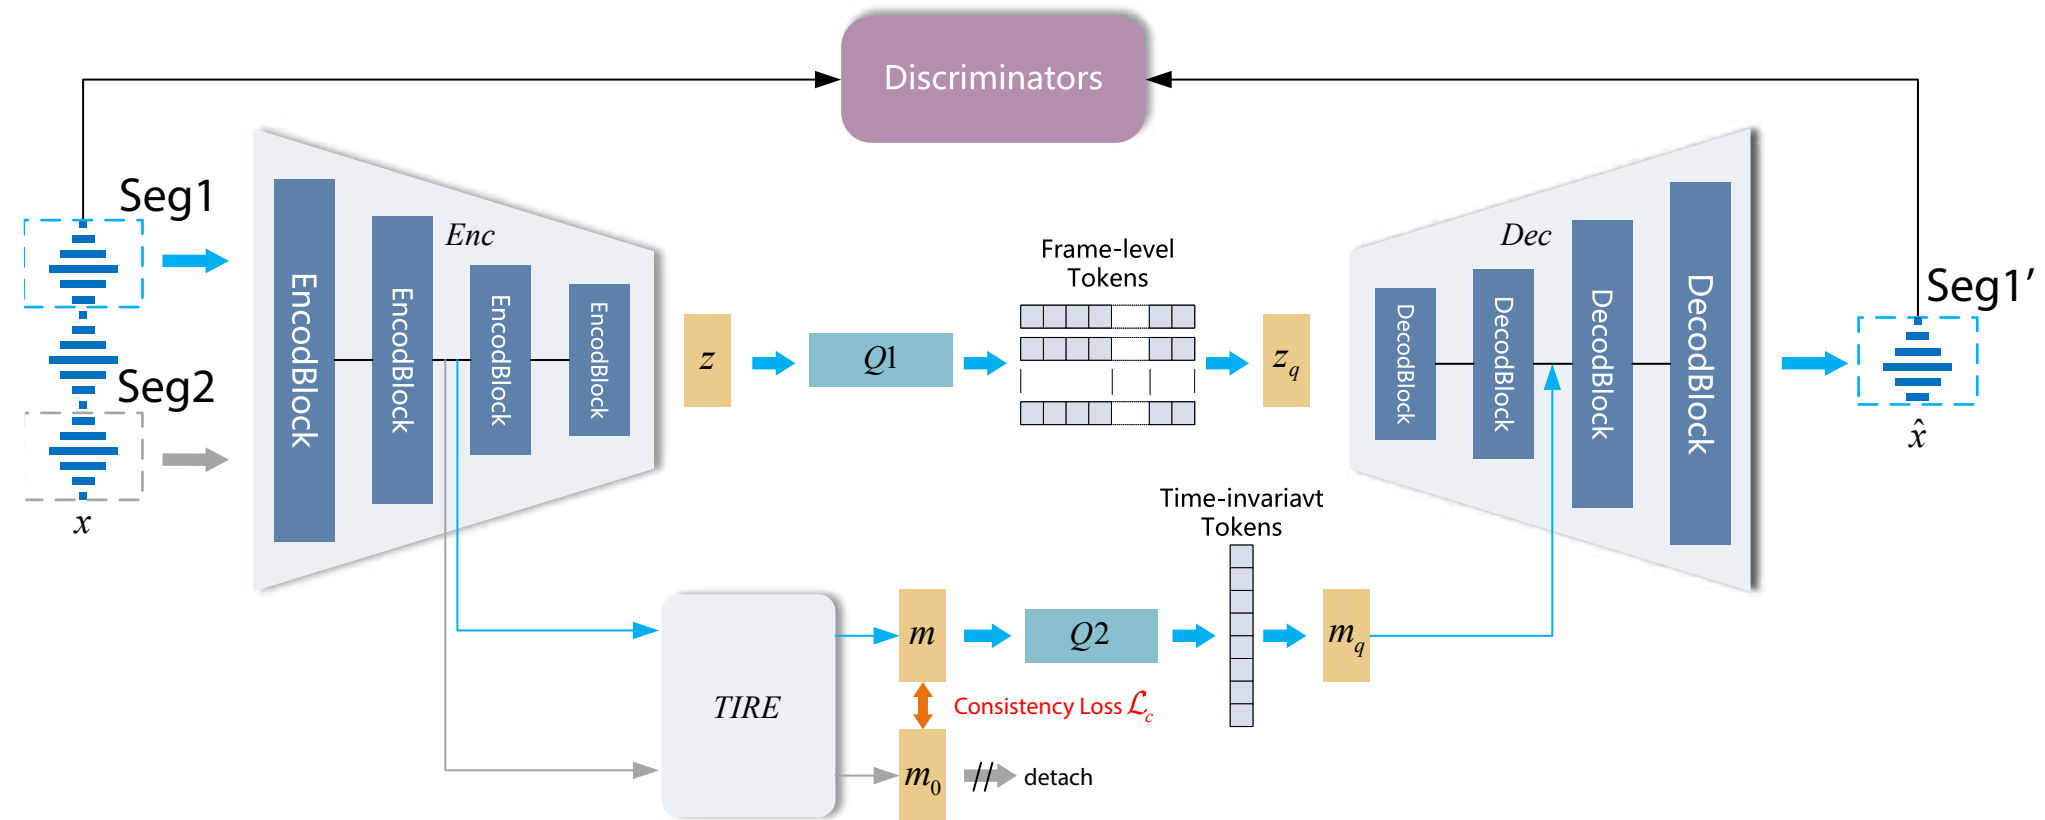 Discriminators
Seg1
Seg2
x
Enc
EncodBlock
EncodBlock
EncodBlock
EncodBlock
z
Q1
Frame-level
Tokens
z_q
Dec
DecodBlock
DecodBlock
DecodBlock
DecodBlock
Seg1’
x̂
TIRE
m
Q2
Time-invariavt
Tokens
m_q
Consistency Loss ℒ_c
m_0
detach